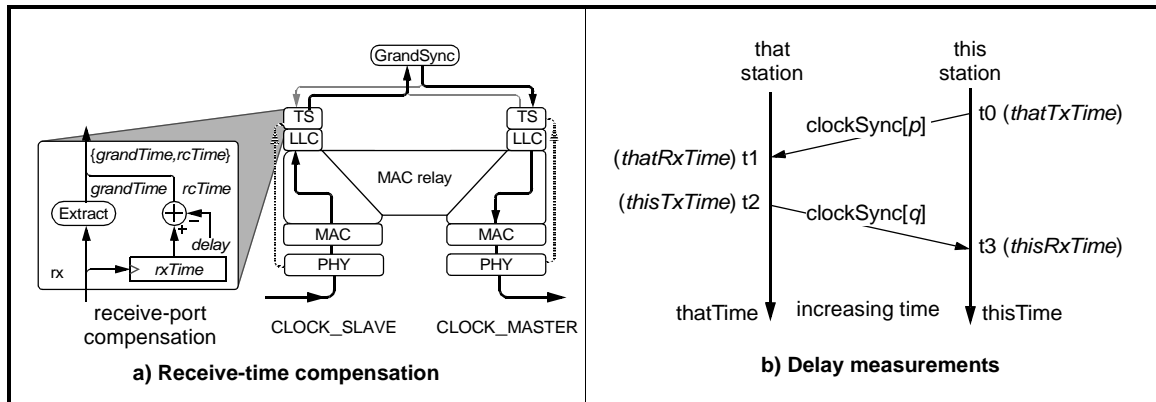 GrandSync
TS
TS
LLC
LLC
MAC relay
MAC
MAC
PHY
PHY
CLOCK_SLAVE
CLOCK_MASTER
{grandTime,rcTime}
grandTime
rcTime
Extract
+
−
delay
rx
rxTime
receive-port
compensation
a) Receive-time compensation
that
station
this
station
t0 (thatTxTime)
clockSync[p]
(thatRxTime) t1
(thisTxTime) t2
clockSync[q]
t3 (thisRxTime)
thatTime
increasing time
thisTime
b) Delay measurements